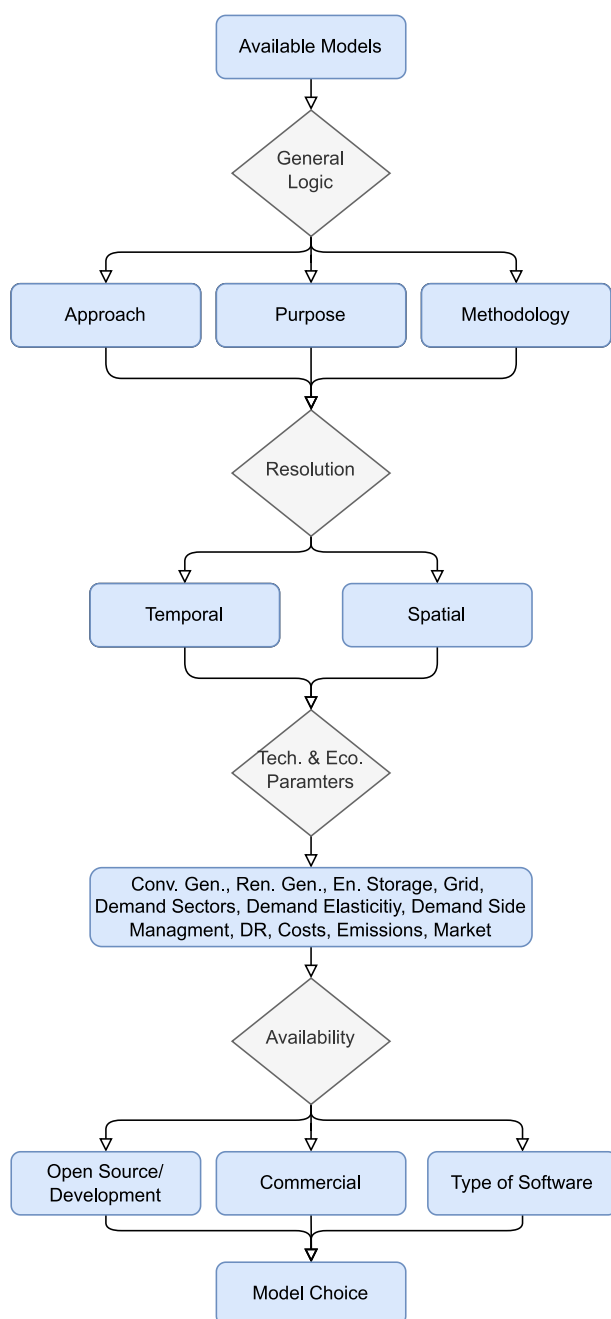 Available Models
General
Logic
Approach
Purpose
Methodology
Resolution
Temporal
Spatial
Tech. & Eco.
Paramters
Conv. Gen., Ren. Gen., En. Storage, Grid,
Demand Sectors, Demand Elasticitiy, Demand Side
Managment, DR, Costs, Emissions, Market
Availability
Open Source/
Development
Commercial
Type of Software
Model Choice